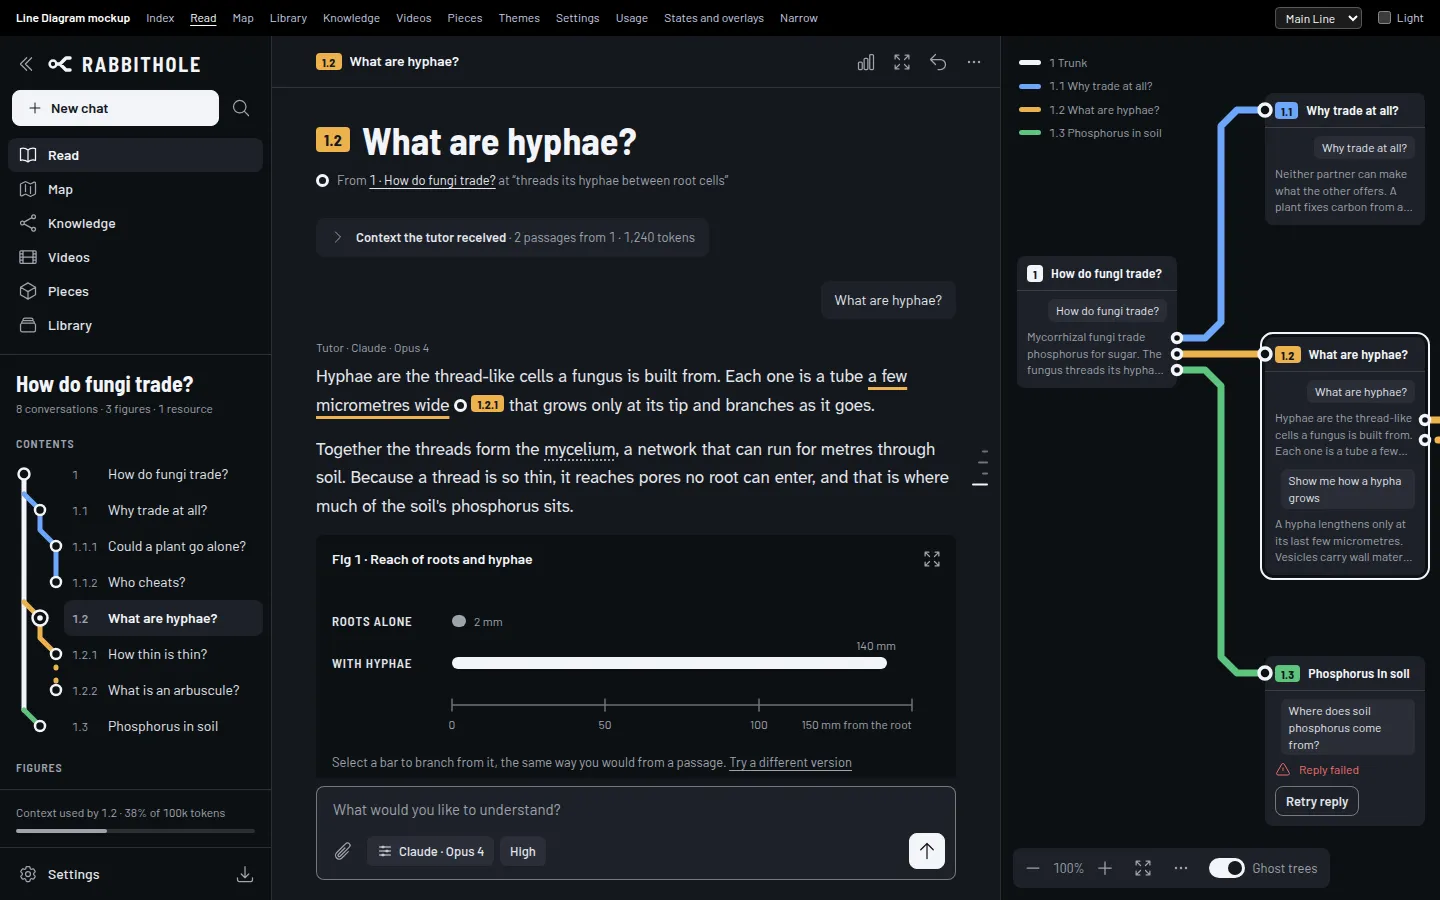 Line Diagram mockup Index Read Map Library Knowledge Videos Pieces Themes Settings Usage States and overlays Narrow Main Line Light
RABBITHOLE
New chat
Read
Map
Knowledge
Videos
Pieces
Library
How do fungi trade?
8 conversations · 3 figures · 1 resource
CONTENTS
1 How do fungi trade?
1.1 Why trade at all?
1.1.1 Could a plant go alone?
1.1.2 Who cheats?
1.2 What are hyphae?
1.2.1 How thin is thin?
1.2.2 What is an arbuscule?
1.3 Phosphorus in soil
FIGURES
Context used by 1.2 · 38% of 100k tokens
Settings
1.2 What are hyphae?
1.2 What are hyphae?
From 1 · How do fungi trade? at “threads its hyphae between root cells”
Context the tutor received · 2 passages from 1 · 1,240 tokens
What are hyphae?
Tutor · Claude · Opus 4
Hyphae are the thread-like cells a fungus is built from. Each one is a tube a few
micrometres wide 1.2.1 that grows only at its tip and branches as it goes.
Together the threads form the mycelium, a network that can run for metres through
soil. Because a thread is so thin, it reaches pores no root can enter, and that is where
much of the soil's phosphorus sits.
Fig 1 · Reach of roots and hyphae
ROOTS ALONE 2 mm
140 mm
WITH HYPHAE
0 50 100 150 mm from the root
Select a bar to branch from it, the same way you would from a passage. Try a different version
What would you like to understand?
Claude · Opus 4 High
1 Trunk
1.1 Why trade at all?
1.2 What are hyphae?
1.3 Phosphorus in soil
1.1 Why trade at all?
Why trade at all?
Neither partner can make
what the other offers. A
plant fixes carbon from a...
1 How do fungi trade?
How do fungi trade?
Mycorrhizal fungi trade
phosphorus for sugar. The
fungus threads its hypha...
1.2 What are hyphae?
What are hyphae?
Hyphae are the thread-like
cells a fungus is built from.
Each one is a tube a few...
Show me how a hypha
grows
A hypha lengthens only at
its last few micrometres.
Vesicles carry wall mater...
1.3 Phosphorus in soil
Where does soil
phosphorus come
from?
Reply failed
Retry reply
100% Ghost trees